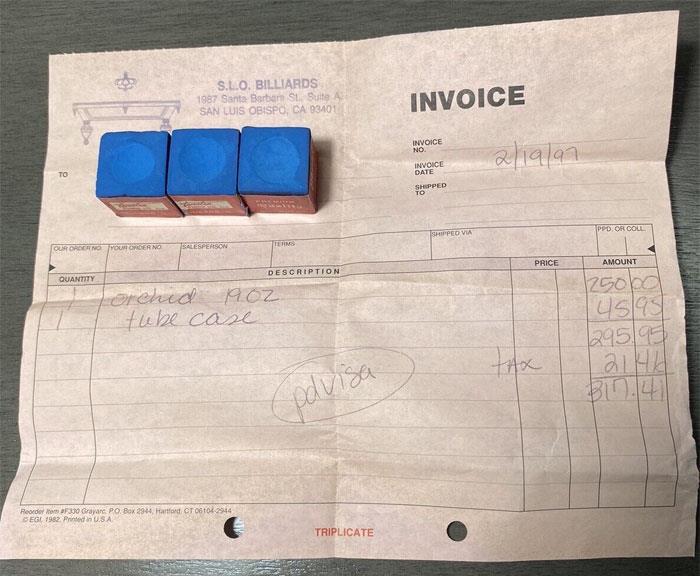 S.L.O. BILLIARDS
1987 Santa Barbara St., Suite A
SAN LUIS OBISPO, CA 93401
INVOICE
INVOICE NO.
INVOICE DATE 2/19/97
SHIPPED TO
TO
OUR ORDER NO. YOUR ORDER NO. SALESPERSON TERMS SHIPPED VIA PPD. OR COLL.
QUANTITY DESCRIPTION PRICE AMOUNT
1 orchid 19oz 250 00
1 tube case 45 95
295.95
tax 21.46
317.41
pd visa
Reorder Item #F330 Grayarc, P.O. Box 2944, Hartford, CT 06104-2944
© EGI, 1982, Printed in U.S.A.
TRIPLICATE